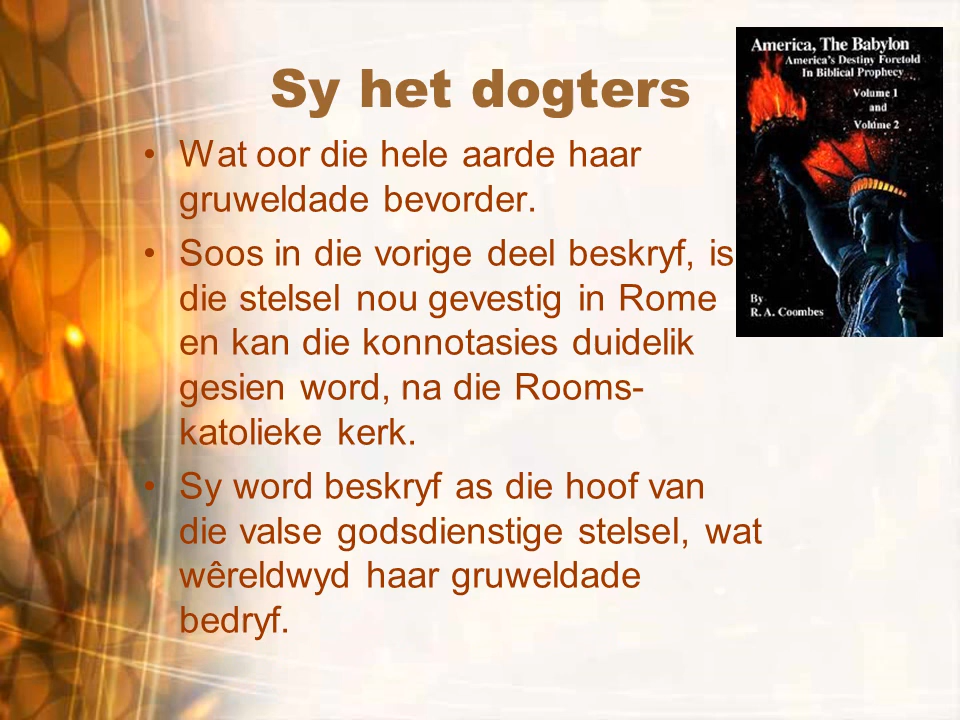 Sy het dogters
• Wat oor die hele aarde haar
gruweldade bevorder.
• Soos in die vorige deel beskryf, is
die stelsel nou gevestig in Rome
en kan die konnotasies duidelik
gesien word, na die Rooms-
katolieke kerk.
• Sy word beskryf as die hoof van
die valse godsdienstige stelsel, wat
wêreldwyd haar gruweldade
bedryf.
America, The Babylon
America's Destiny Foretold
In Biblical Prophecy
Volume 1
and
Volume 2
By
R. A. Coombes